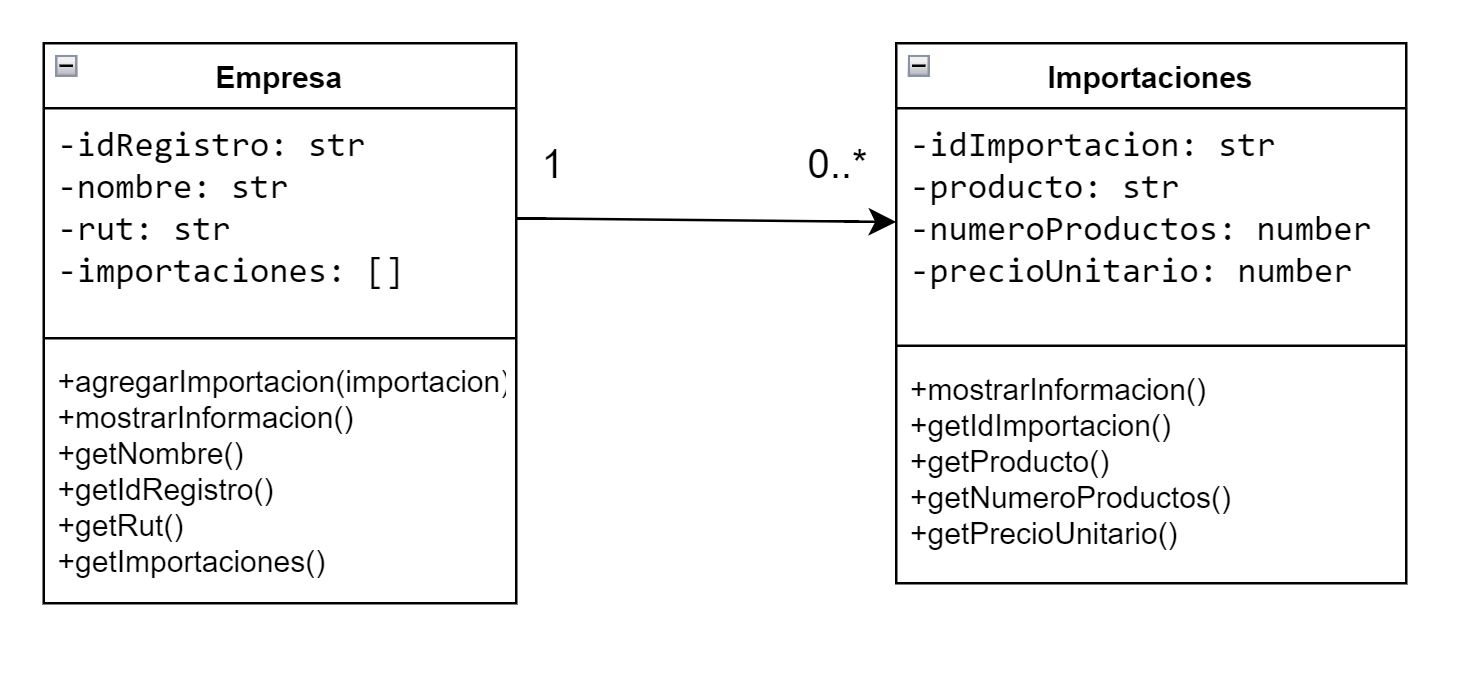 Empresa
-idRegistro: str
-nombre: str
-rut: str
-importaciones: []
+agregarImportacion(importacion)
+mostrarInformacion()
+getNombre()
+getIdRegistro()
+getRut()
+getImportaciones()
1
0..*
Importaciones
-idImportacion: str
-producto: str
-numeroProductos: number
-precioUnitario: number
+mostrarInformacion()
+getIdImportacion()
+getProducto()
+getNumeroProductos()
+getPrecioUnitario()